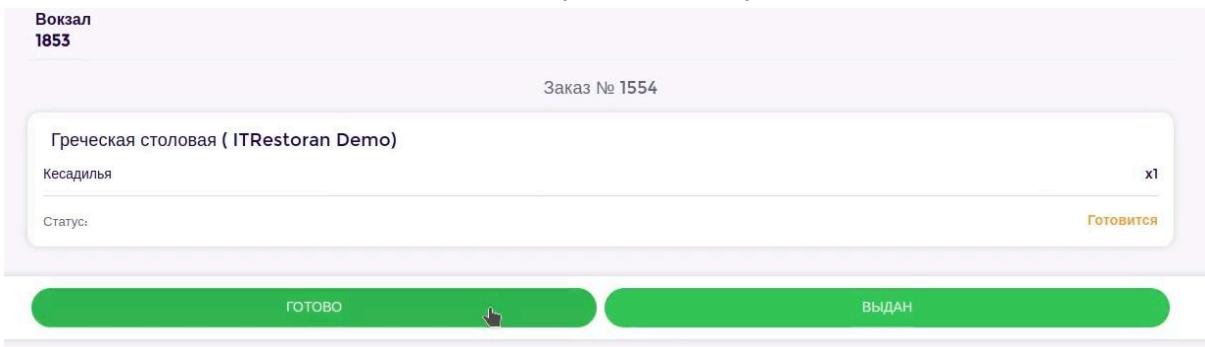 Вокзал
1853
Заказ № 1554
Греческая столовая ( ITRestoran Demo)
Кесадилья x1
Статус: Готовится
ГОТОВО ВЫДАН